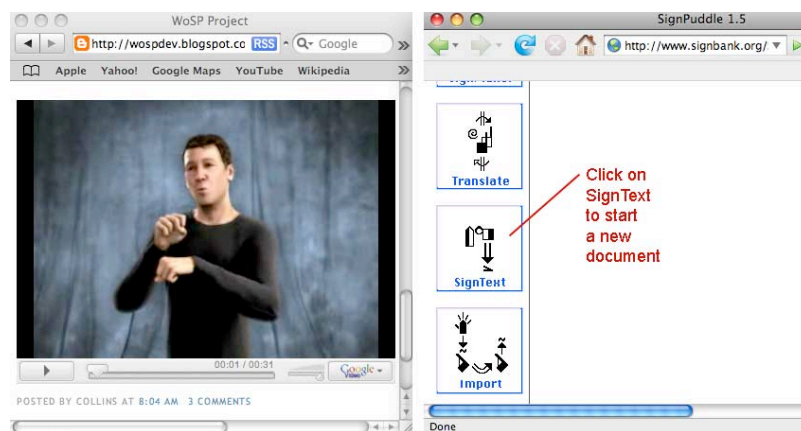 WoSP Project
http://wospdev.blogspot.co RSS Google
Apple Yahoo! Google Maps YouTube Wikipedia
00:01 / 00:31
Google
Video
POSTED BY COLLINS AT 8:04 AM 3 COMMENTS
SignPuddle 1.5
http://www.signbank.org/
Translate
Click on
SignText
to start
a new
document
SignText
Import
Done